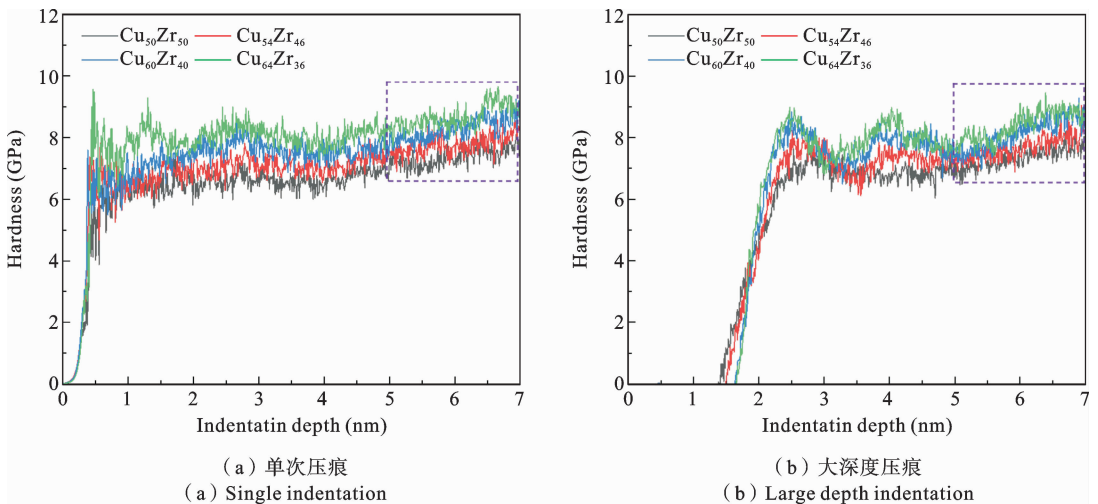 12
10
8
6
4
2
0
Hardness (GPa)
Cu₅₀Zr₅₀ Cu₅₄Zr₄₆
Cu₆₀Zr₄₀ Cu₆₄Zr₃₆
0 1 2 3 4 5 6 7
Indentatin depth (nm)
(a)单次压痕
(a) Single indentation
12
10
8
6
4
2
0
Hardness (GPa)
Cu₅₀Zr₅₀ Cu₅₄Zr₄₆
Cu₆₀Zr₄₀ Cu₆₄Zr₃₆
0 1 2 3 4 5 6 7
Indentatin depth (nm)
(b)大深度压痕
(b) Large depth indentation